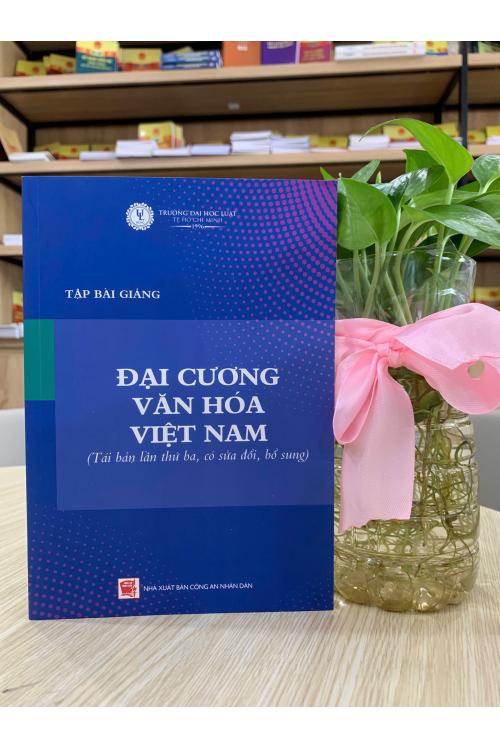 TRƯỜNG ĐẠI HỌC LUẬT
TP. HỒ CHÍ MINH
1996
TẬP BÀI GIẢNG
ĐẠI CƯƠNG
VĂN HÓA
VIỆT NAM
(Tái bản lần thứ ba, có sửa đổi, bổ sung)
NHÀ XUẤT BẢN CÔNG AN NHÂN DÂN